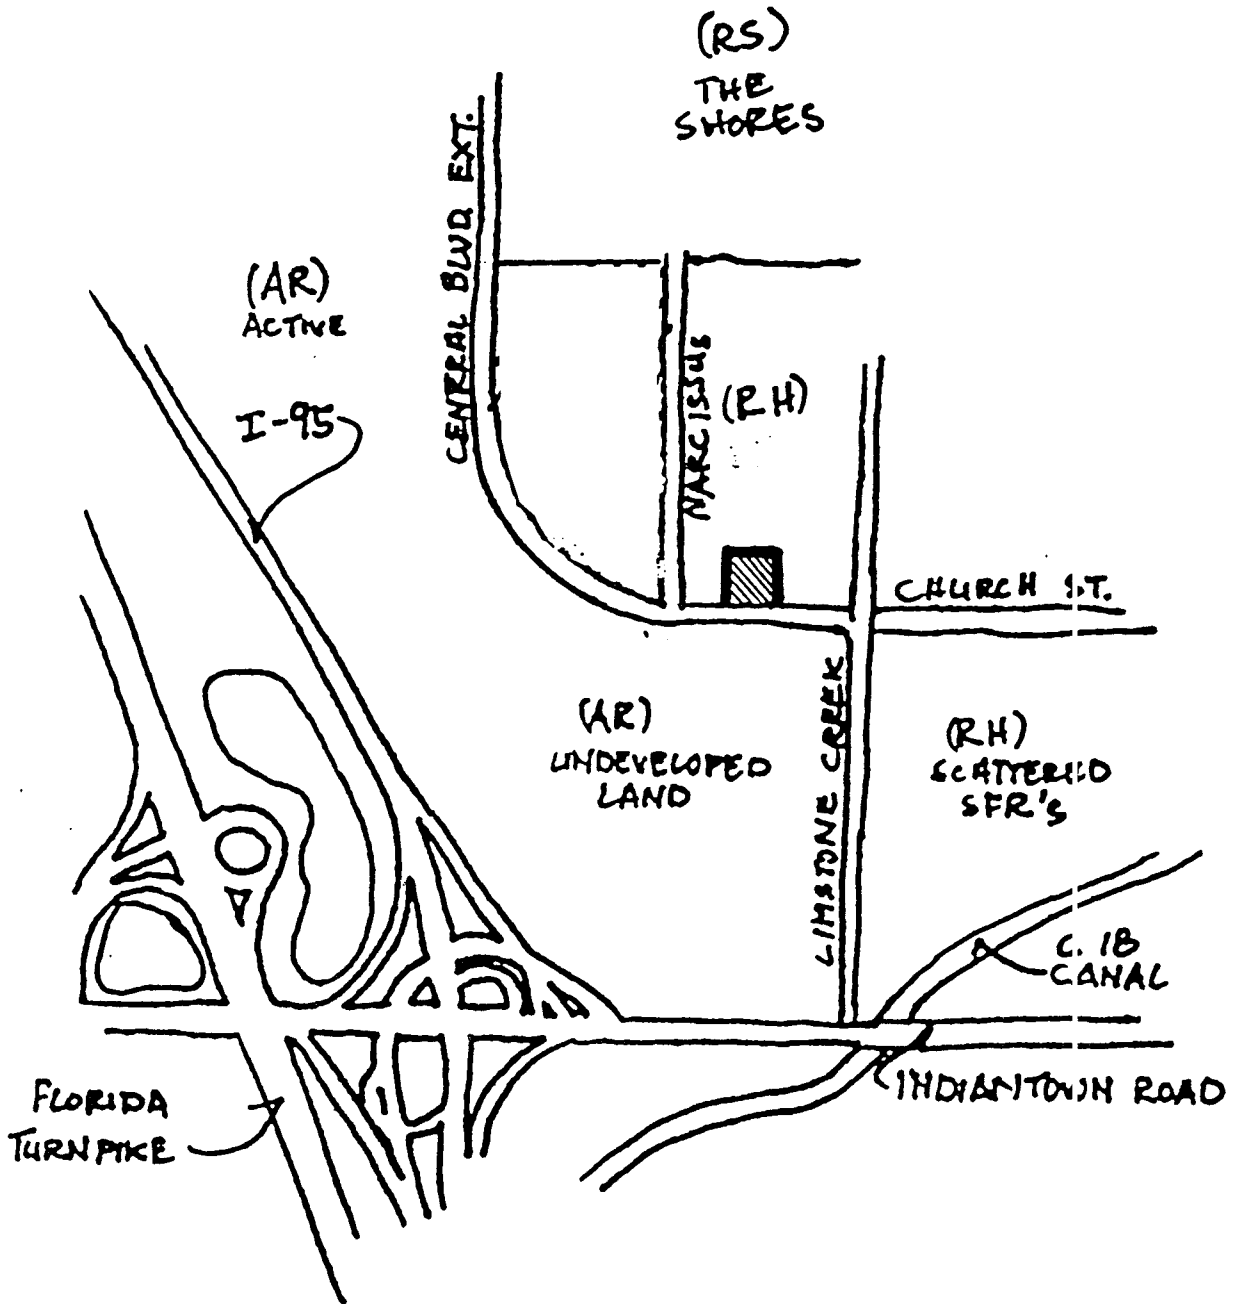 (RS)
THE
SHORES
CENTRAL BLVD EXT.
(AR)
ACTIVE
I-95
NARCISSUS
(RH)
CHURCH ST.
(AR)
UNDEVELOPED
LAND
LIMSTONE CREEK
(RH)
SCATTERED
SFR's
C. 18
CANAL
INDIANTOWN ROAD
FLORIDA
TURNPIKE